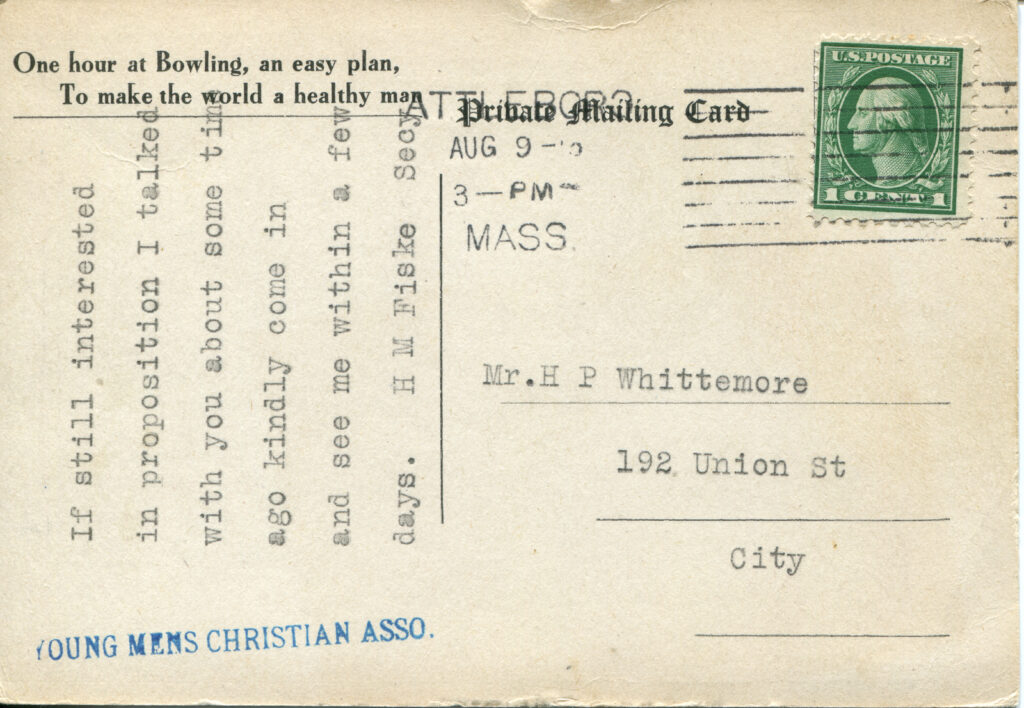 One hour at Bowling, an easy plan,
To make the world a healthy man
Private Mailing Card
AUG 9
3-PM
MASS.
U.S. POSTAGE
1 CENT 1
If still interested
in proposition I talked
with you about some time
ago kindly come in
and see me within a few
days. H M Fiske Secy
Mr.H P Whittemore
192 Union St
City
YOUNG MENS CHRISTIAN ASSO.